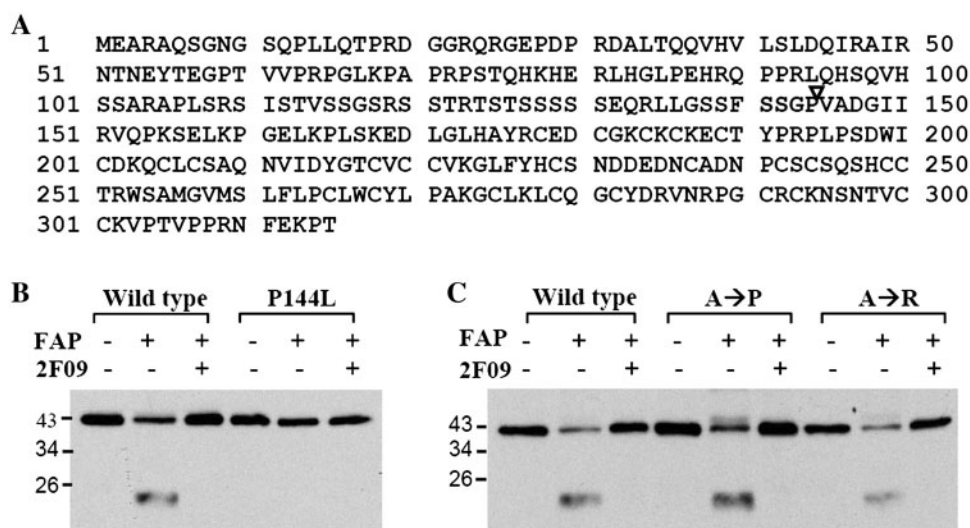 A
1 MEARAQSGNG SQPLLQTPRD GGRQRGEPDP RDALTQQVHV LSLDQIRAIR 50
51 NTNEYTEGPT VVPRPGLKPA PRPSTQHKHE RLHGLPEHRQ PPRLQHSQVH 100
101 SSARAPLSRS ISTVSSGSRS STRTSTSSSS SEQRLLGSSF SSGPVADGII 150
151 RVQPKSELKP GELKPLSKED LGLHAYRCED CGKCKCKECT YPRPLPSDWI 200
201 CDKQCLCSAQ NVIDYGTCVC CVKGLFYHCS NDDEDNCADN PCSCSQSHCC 250
251 TRWSAMGVMS LFLPCLWCYL PAKGCLKLCQ GCYDRVNRPG CRCKNSNTVC 300
301 CKVPTVPPRN FEKPT
B
Wild type P144L
FAP - + + - + +
2F09 - - + - - +
43
34
26
C
Wild type A→P A→R
FAP - + + - + + - + +
2F09 - - + - - + - - +
43
34
26